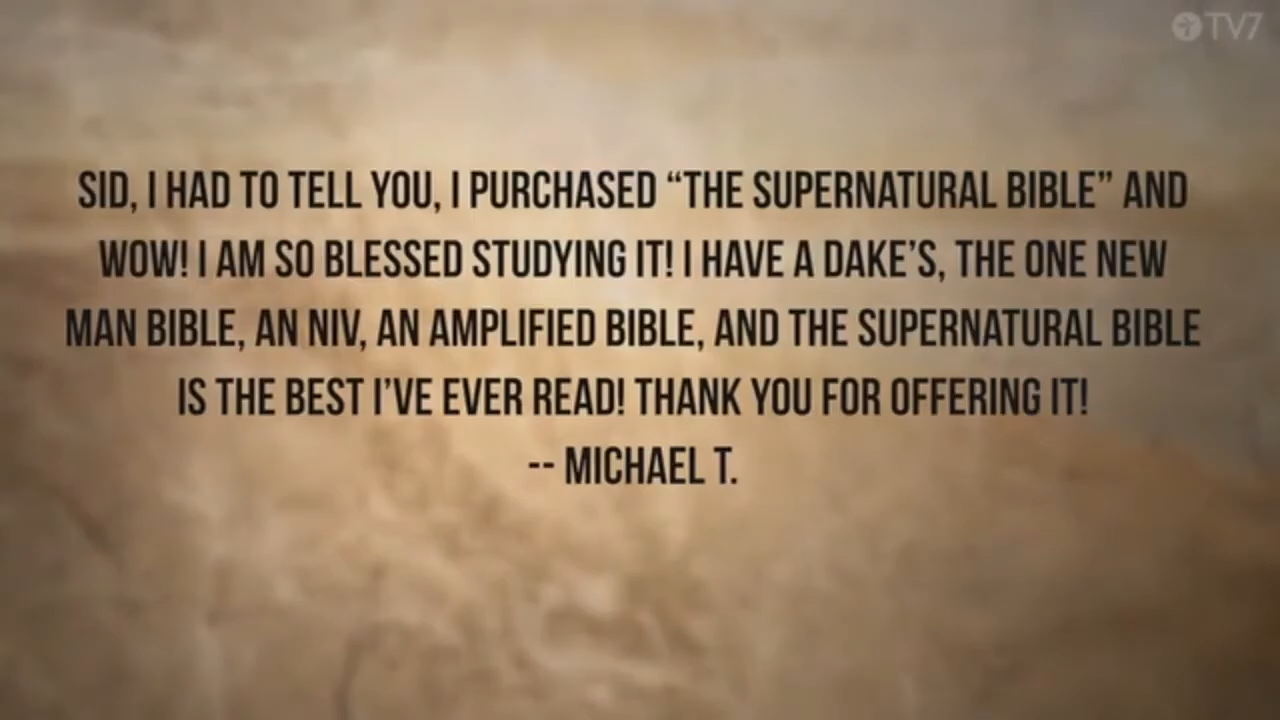 TV7
SID, I HAD TO TELL YOU, I PURCHASED “THE SUPERNATURAL BIBLE” AND
WOW! I AM SO BLESSED STUDYING IT! I HAVE A DAKE’S, THE ONE NEW
MAN BIBLE, AN NIV, AN AMPLIFIED BIBLE, AND THE SUPERNATURAL BIBLE
IS THE BEST I’VE EVER READ! THANK YOU FOR OFFERING IT!
-- MICHAEL T.